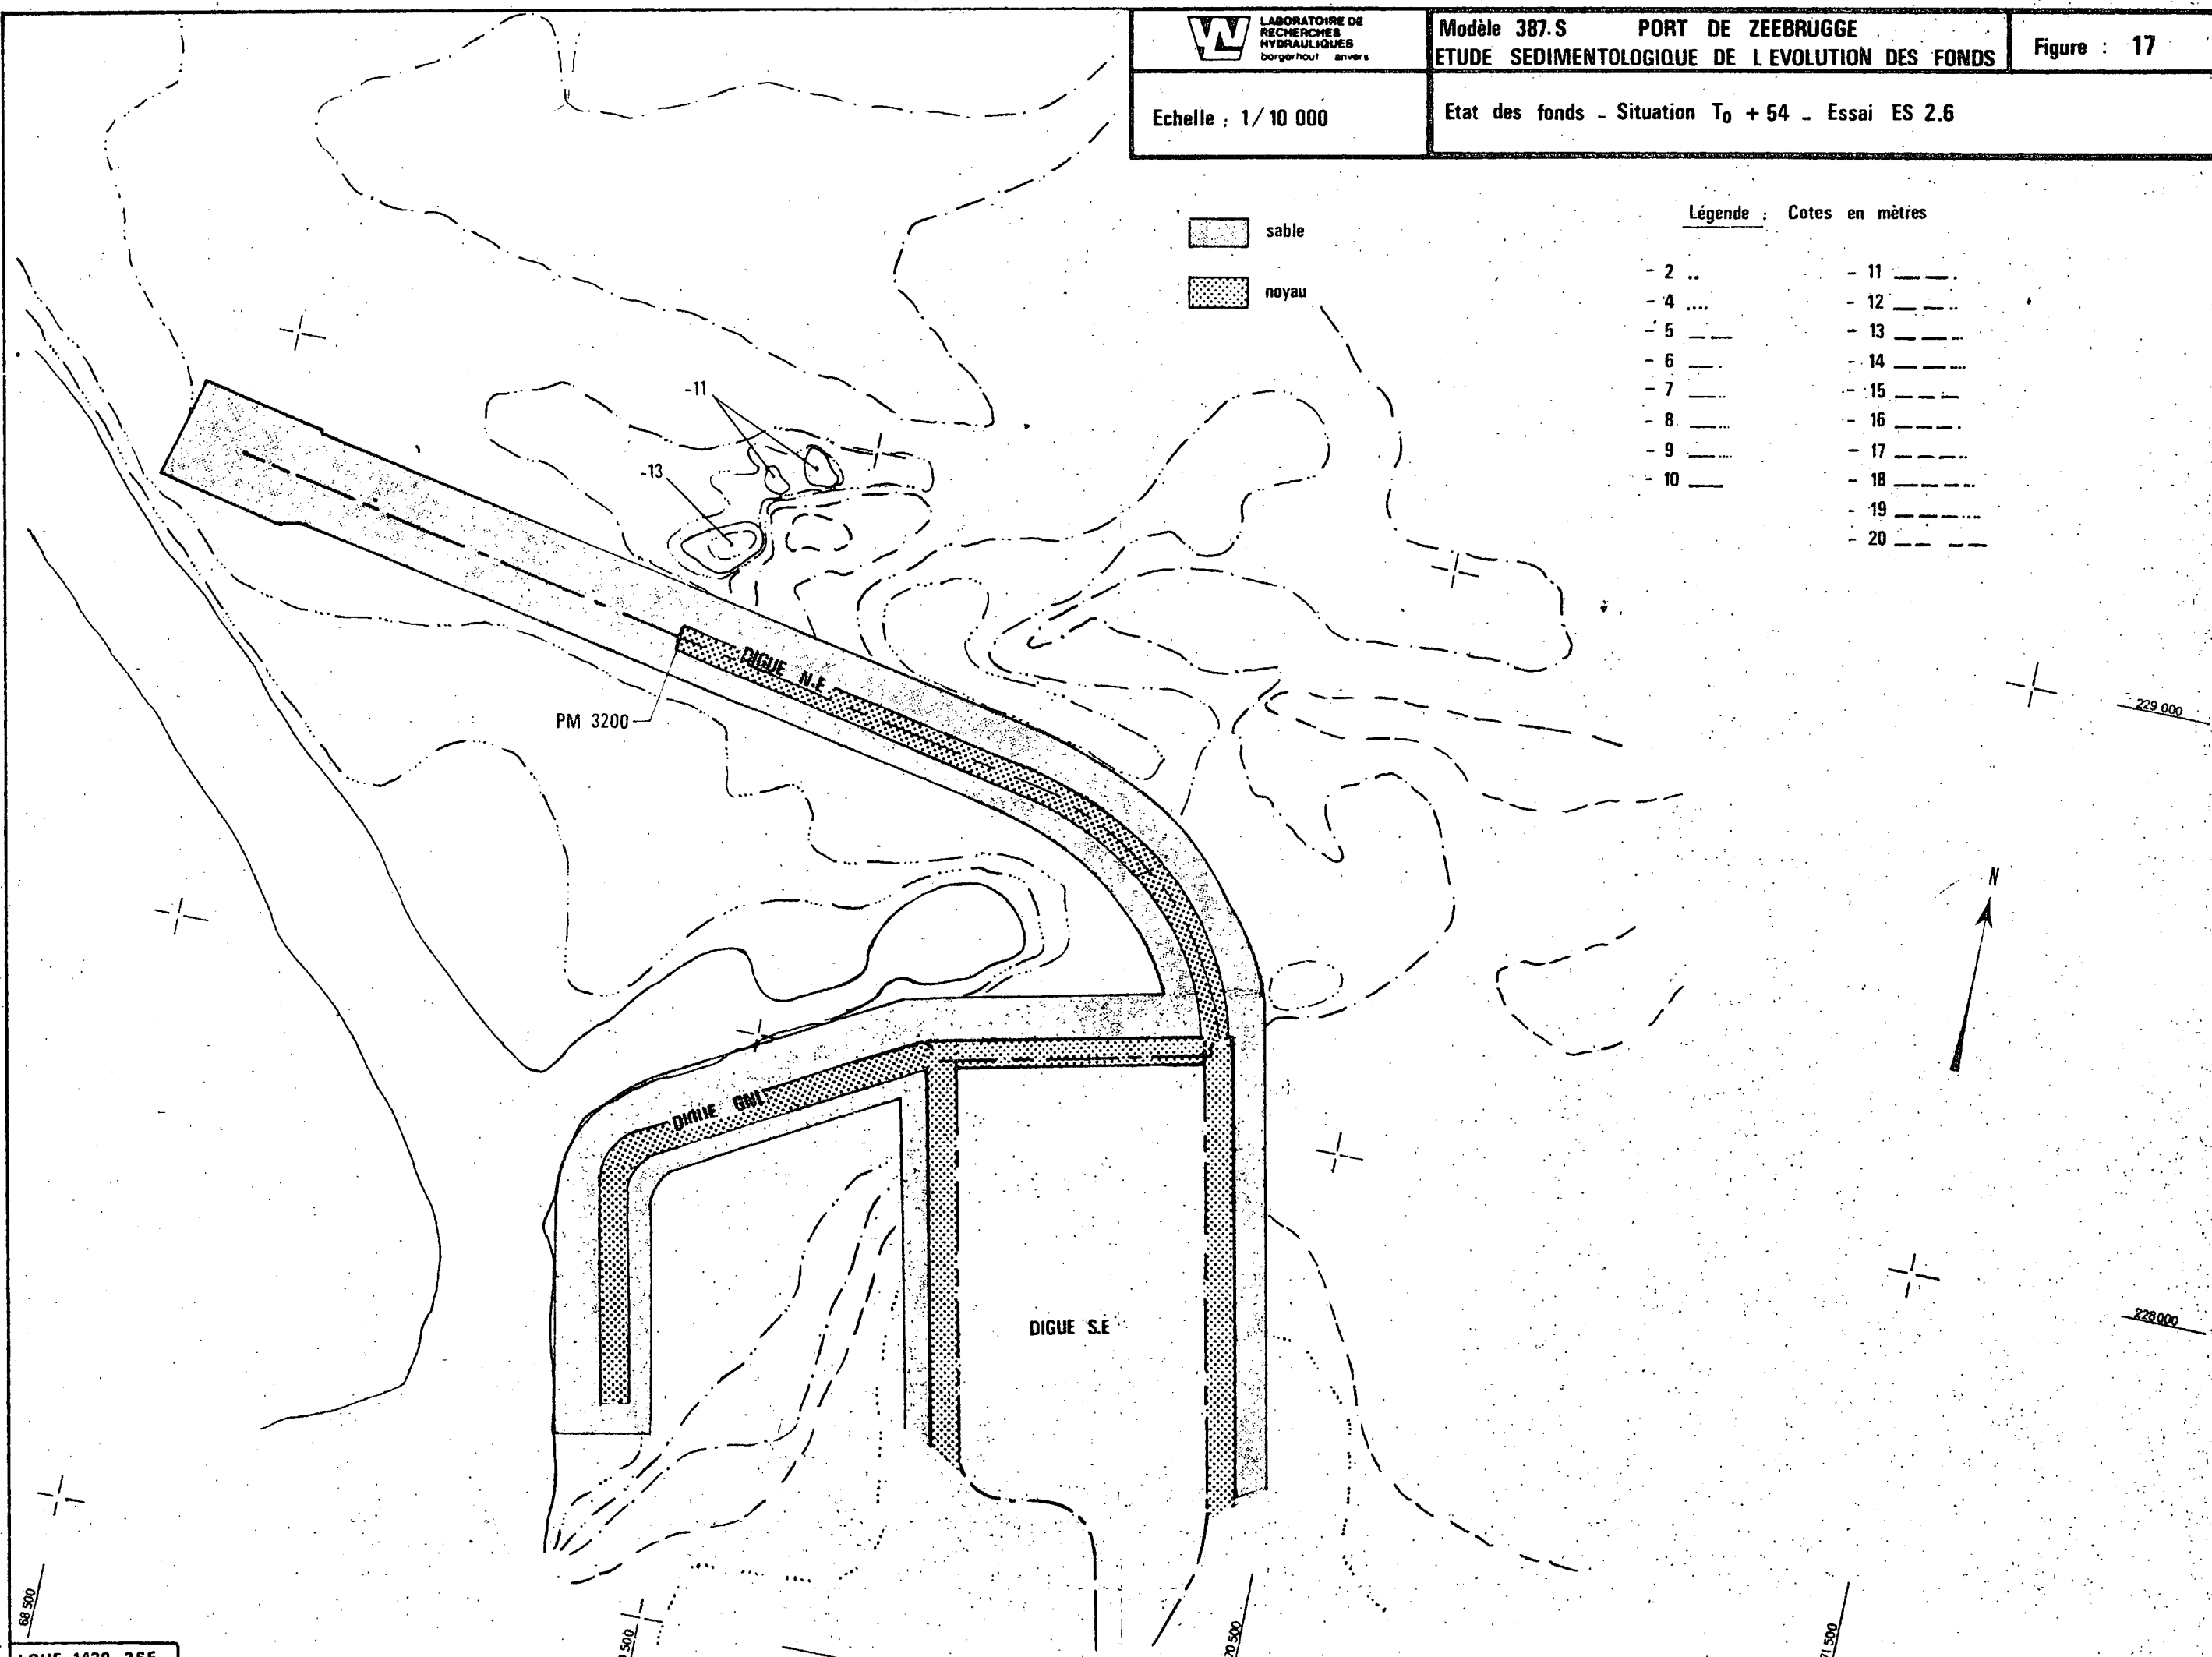 LABORATOIRE DE
RECHERCHES
HYDRAULIQUES
borgerhout anvers
Modèle 387.S PORT DE ZEEBRUGGE
ETUDE SEDIMENTOLOGIQUE DE L EVOLUTION DES FONDS
Figure : 17
Echelle : 1/10 000
Etat des fonds - Situation T0 + 54 - Essai ES 2.6
sable
noyau
Légende : Cotes en mètres
- 2
- 4
- 5
- 6
- 7
- 8
- 9
- 10
- 11
- 12
- 13
- 14
- 15
- 16
- 17
- 18
- 19
- 20
-11
-13
DIGUE N.E.
PM 3200
229 000
N
DIGUE GNL
DIGUE S.E
228000
68 500
500
70 500
71 500